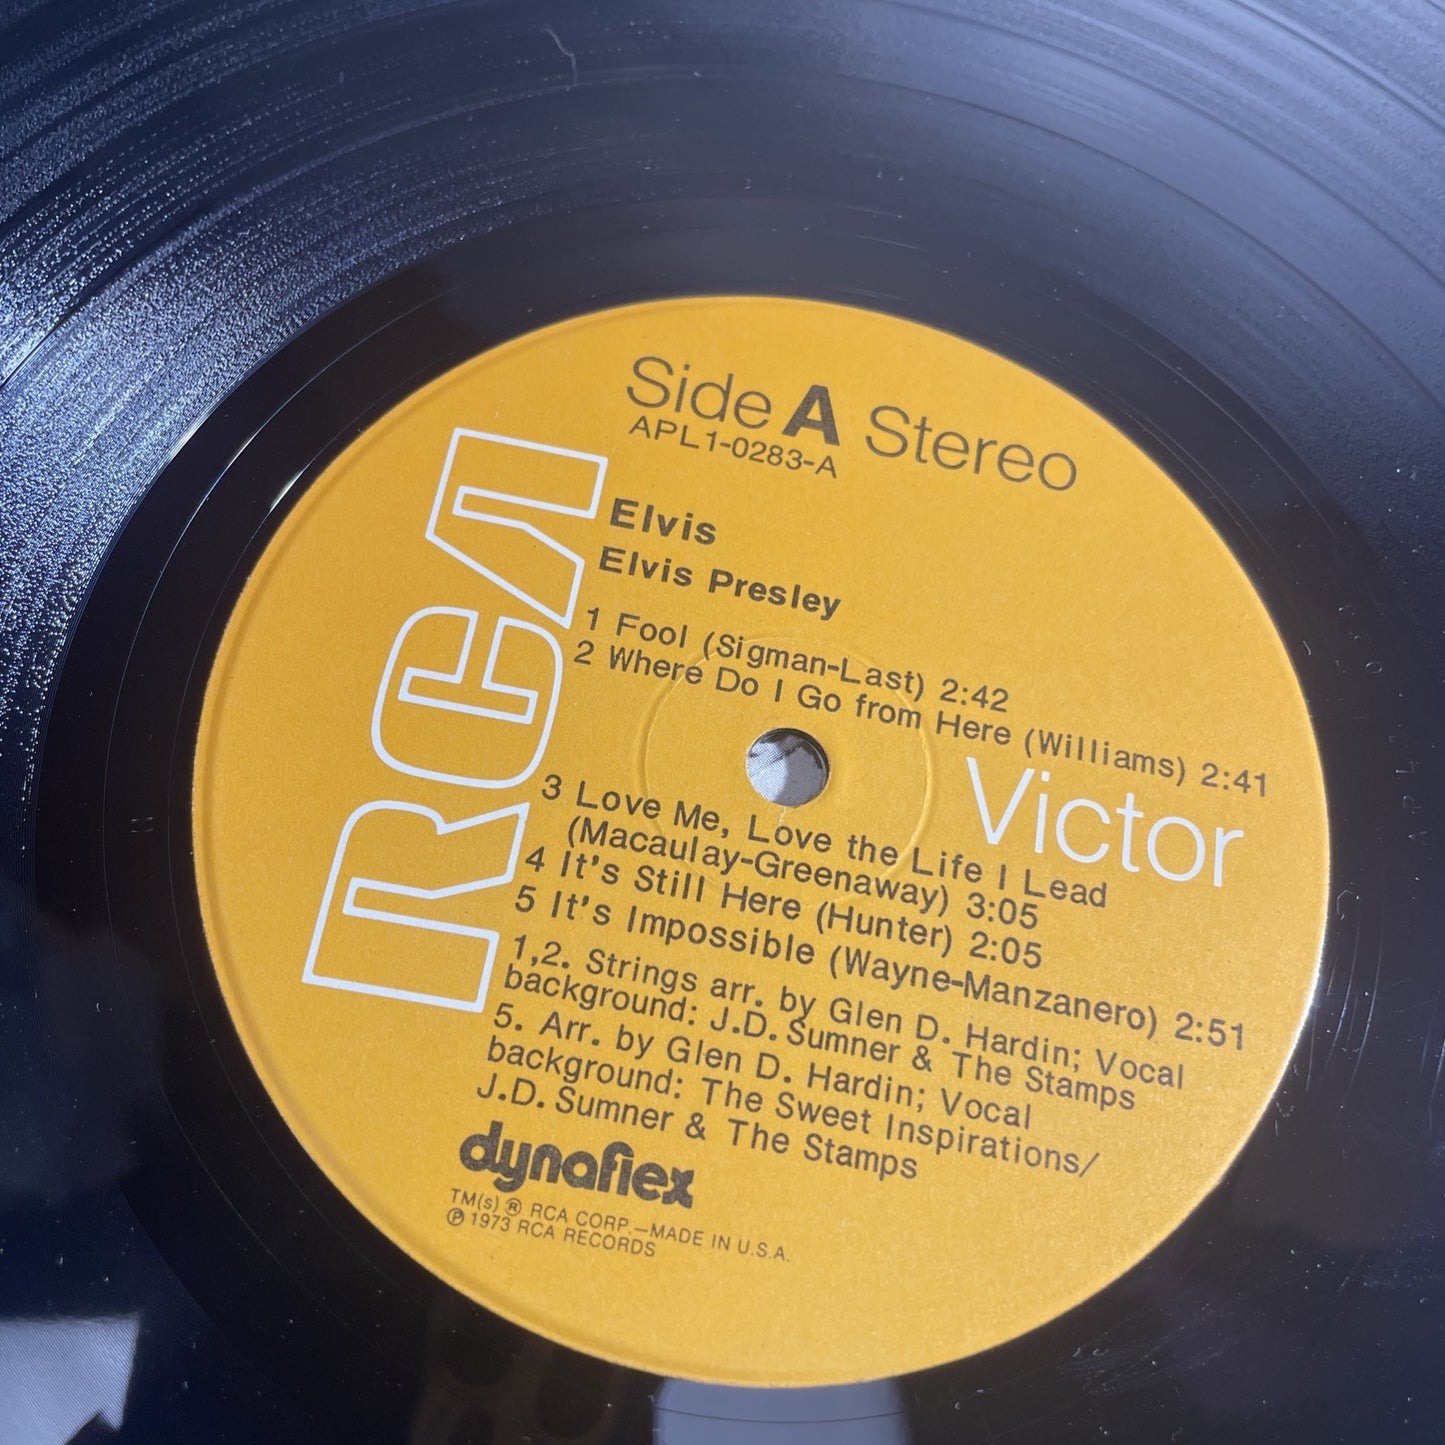 Side A Stereo
APL1-0283-A
RCA
Elvis
Elvis Presley
1 Fool (Sigman-Last) 2:42
2 Where Do I Go from Here (Williams) 2:41
Victor
3 Love Me, Love the Life I Lead
(Macaulay-Greenaway) 3:05
4 It's Still Here (Hunter) 2:05
5 It's Impossible (Wayne-Manzanero) 2:51
1,2. Strings arr. by Glen D. Hardin; Vocal
background: J.D. Sumner & The Stamps
5. Arr. by Glen D. Hardin; Vocal
background: The Sweet Inspirations/
J.D. Sumner & The Stamps
dynaflex
TM(s) ® RCA CORP.—MADE IN U.S.A.
℗ 1973 RCA RECORDS